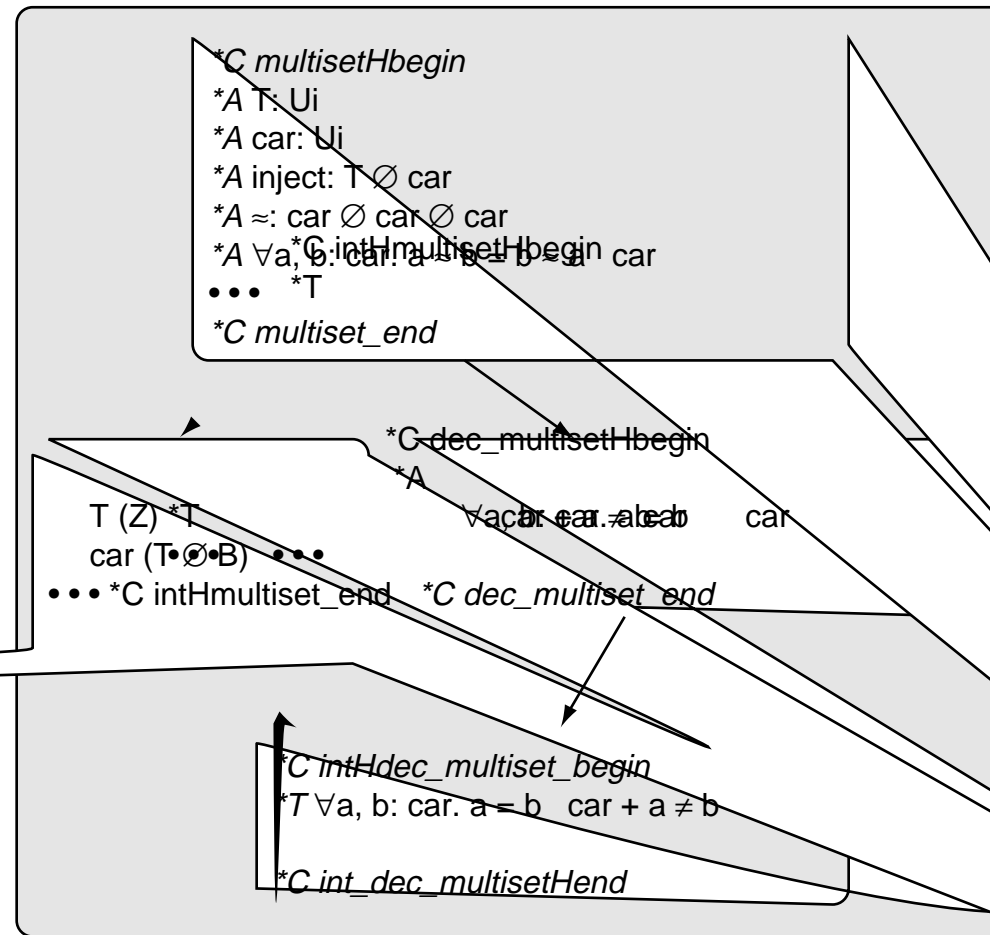 *C multisetHbegin
*A T: Ui
*A car: Ui
*A inject: T ∅ car
*A ≈: car ∅ car ∅ car
*A ∀a, b: car. a ≈ b = b ≈ a car
*C intHmultisetHbegin
••• *T
*C multiset_end
*C dec_multisetHbegin
*A
T (Z) *T
∀a, b: car. a = b car
car (T ∅ B) •••
••• *C intHmultiset_end *C dec_multiset_end
*C intHdec_multiset_begin
*T ∀a, b: car. a = b car + a ≠ b
*C int_dec_multisetHend